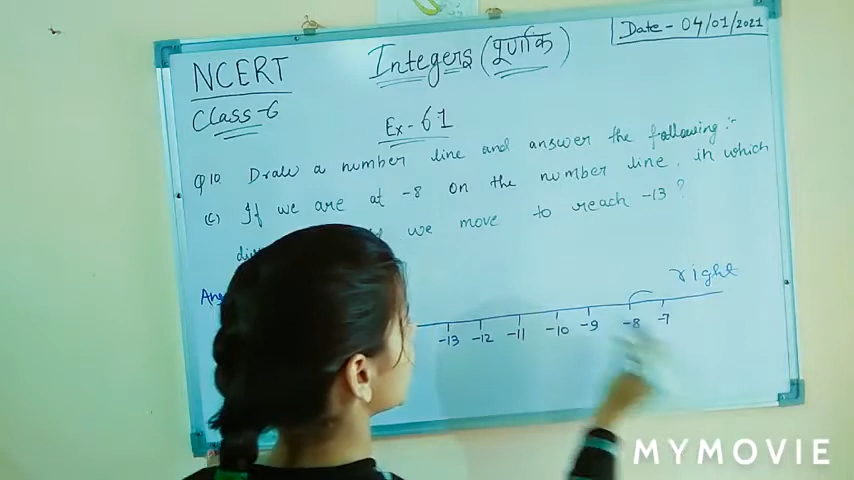 Date - 04/01/2021
NCERT Integers (पूर्णांक)
Class-6
Ex- 6.1
Q10. Draw a number line and answer the following :-
(c) If we are at -8 on the number line, in which
we move to reach -13 ?
Ans
right
-13 -12 -11 -10 -9 -8 -7
MYMOVIE